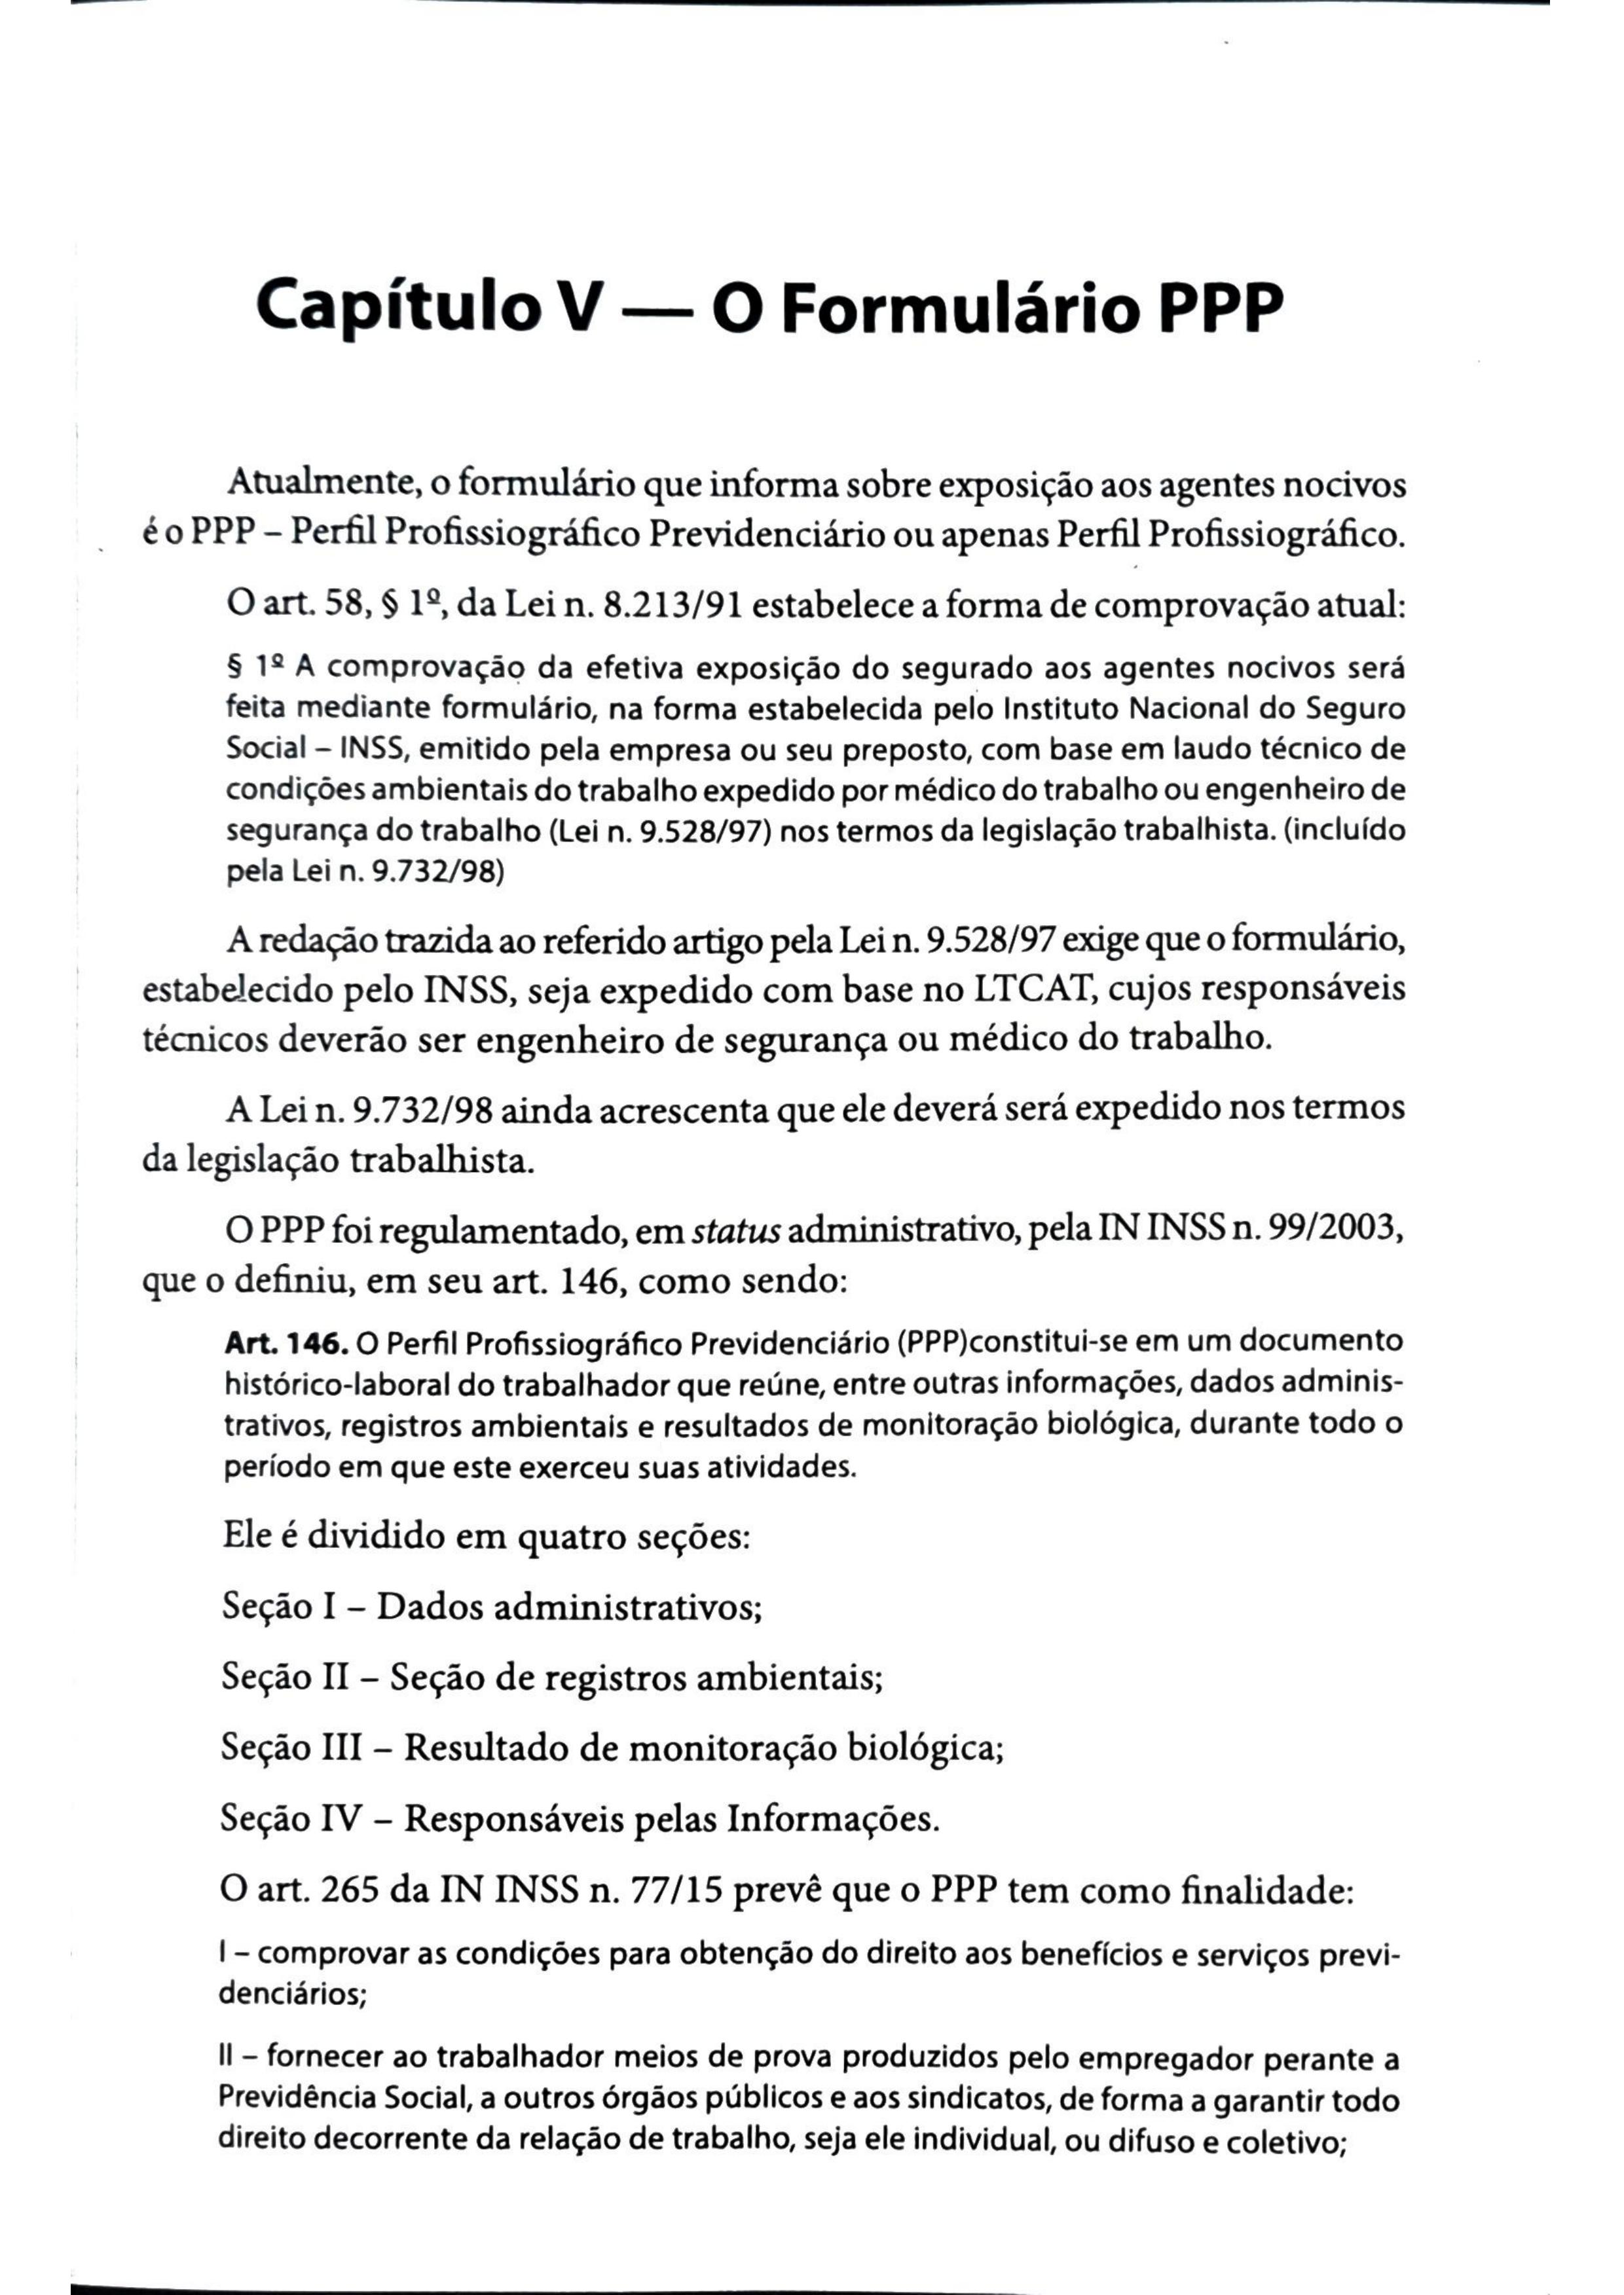 Capítulo V — O Formulário PPP
Atualmente, o formulário que informa sobre exposição aos agentes nocivos
é o PPP – Perfil Profissiográfico Previdenciário ou apenas Perfil Profissiográfico.
O art. 58, § 1º, da Lei n. 8.213/91 estabelece a forma de comprovação atual:
§ 1º A comprovação da efetiva exposição do segurado aos agentes nocivos será
feita mediante formulário, na forma estabelecida pelo Instituto Nacional do Seguro
Social – INSS, emitido pela empresa ou seu preposto, com base em laudo técnico de
condições ambientais do trabalho expedido por médico do trabalho ou engenheiro de
segurança do trabalho (Lei n. 9.528/97) nos termos da legislação trabalhista. (incluído
pela Lei n. 9.732/98)
A redação trazida ao referido artigo pela Lei n. 9.528/97 exige que o formulário,
estabelecido pelo INSS, seja expedido com base no LTCAT, cujos responsáveis
técnicos deverão ser engenheiro de segurança ou médico do trabalho.
A Lei n. 9.732/98 ainda acrescenta que ele deverá será expedido nos termos
da legislação trabalhista.
O PPP foi regulamentado, em status administrativo, pela IN INSS n. 99/2003,
que o definiu, em seu art. 146, como sendo:
Art. 146. O Perfil Profissiográfico Previdenciário (PPP)constitui-se em um documento
histórico-laboral do trabalhador que reúne, entre outras informações, dados adminis-
trativos, registros ambientais e resultados de monitoração biológica, durante todo o
período em que este exerceu suas atividades.
Ele é dividido em quatro seções:
Seção I – Dados administrativos;
Seção II – Seção de registros ambientais;
Seção III – Resultado de monitoração biológica;
Seção IV – Responsáveis pelas Informações.
O art. 265 da IN INSS n. 77/15 prevê que o PPP tem como finalidade:
I – comprovar as condições para obtenção do direito aos benefícios e serviços previ-
denciários;
II – fornecer ao trabalhador meios de prova produzidos pelo empregador perante a
Previdência Social, a outros órgãos públicos e aos sindicatos, de forma a garantir todo
direito decorrente da relação de trabalho, seja ele individual, ou difuso e coletivo;